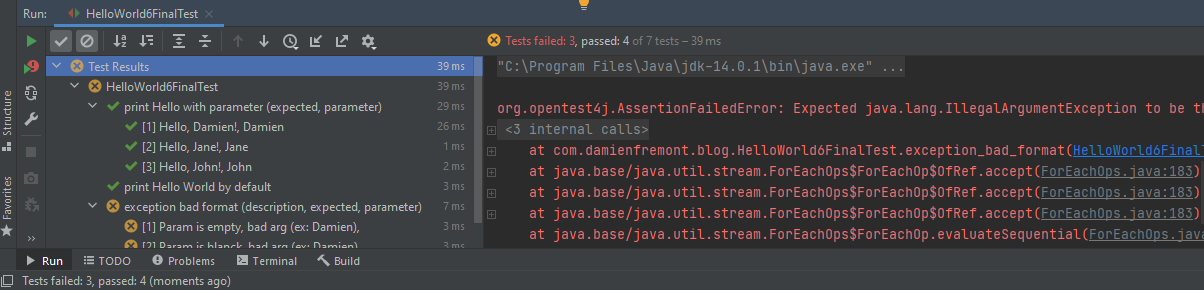 Run: HelloWorld6FinalTest
Tests failed: 3, passed: 4 of 7 tests – 39 ms
Test Results 39 ms
HelloWorld6FinalTest 39 ms
print Hello with parameter (expected, parameter) 29 ms
[1] Hello, Damien!, Damien 26 ms
[2] Hello, Jane!, Jane 1 ms
[3] Hello, John!, John 2 ms
print Hello World by default 3 ms
exception bad format (description, expected, parameter) 7 ms
[1] Param is empty, bad arg (ex: Damien), 3 ms
[2] Param is blanck, bad arg (ex: Damien), 3 ms
"C:\Program Files\Java\jdk-14.0.1\bin\java.exe" ...
org.opentest4j.AssertionFailedError: Expected java.lang.IllegalArgumentException to be th
<3 internal calls>
at com.damienfremont.blog.HelloWorld6FinalTest.exception_bad_format(HelloWorld6FinalT
at java.base/java.util.stream.ForEachOps$ForEachOp$OfRef.accept(ForEachOps.java:183)
at java.base/java.util.stream.ForEachOps$ForEachOp$OfRef.accept(ForEachOps.java:183)
at java.base/java.util.stream.ForEachOps$ForEachOp$OfRef.accept(ForEachOps.java:183)
at java.base/java.util.stream.ForEachOps$ForEachOp.evaluateSequential(ForEachOps.java
Structure
Favorites
Run TODO Problems Terminal Build
Tests failed: 3, passed: 4 (moments ago)